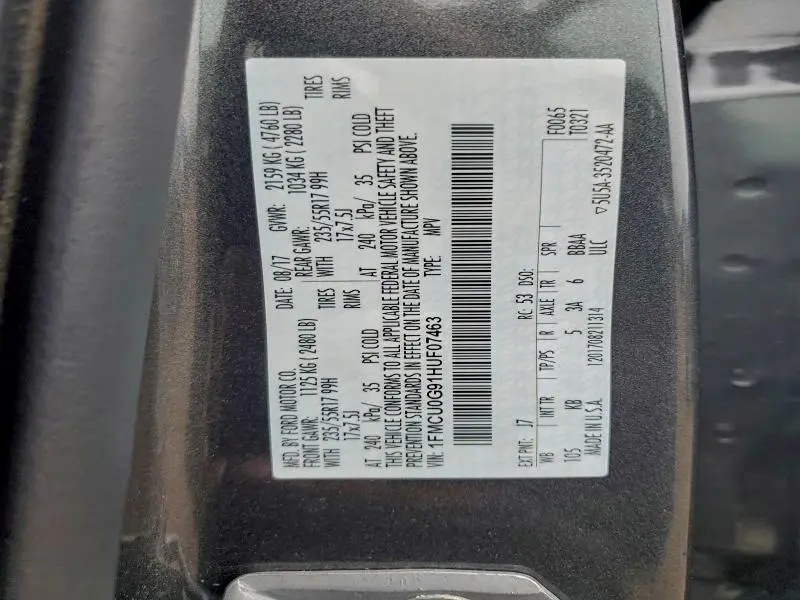 MFD. BY FORD MOTOR CO.
DATE: 08/17 GVWR: 2159 KG ( 4760 LB)
FRONT GAWR: 1125 KG ( 2480 LB) REAR GAWR: 1034 KG ( 2280 LB)
WITH 235/55R17 99H TIRES WITH 235/55R17 99H TIRES
17x7.5J RIMS 17x7.5J RIMS
AT 240 kPa/ 35 PSI COLD AT 240 kPa/ 35 PSI COLD
THIS VEHICLE CONFORMS TO ALL APPLICABLE FEDERAL MOTOR VEHICLE SAFETY AND THEFT
PREVENTION STANDARDS IN EFFECT ON THE DATE OF MANUFACTURE SHOWN ABOVE.
VIN: 1FMCU0G91HUF07463 TYPE: MPV
EXT PNT: J7 RC: 53 DSO: F0065
T0321
WB INT TR TP/PS R AXLE TR SPR
105 KB 5 3A 6 BBAA
MADE IN U.S.A. 1201708211314 ULC
▽5U5A-3520472-AA